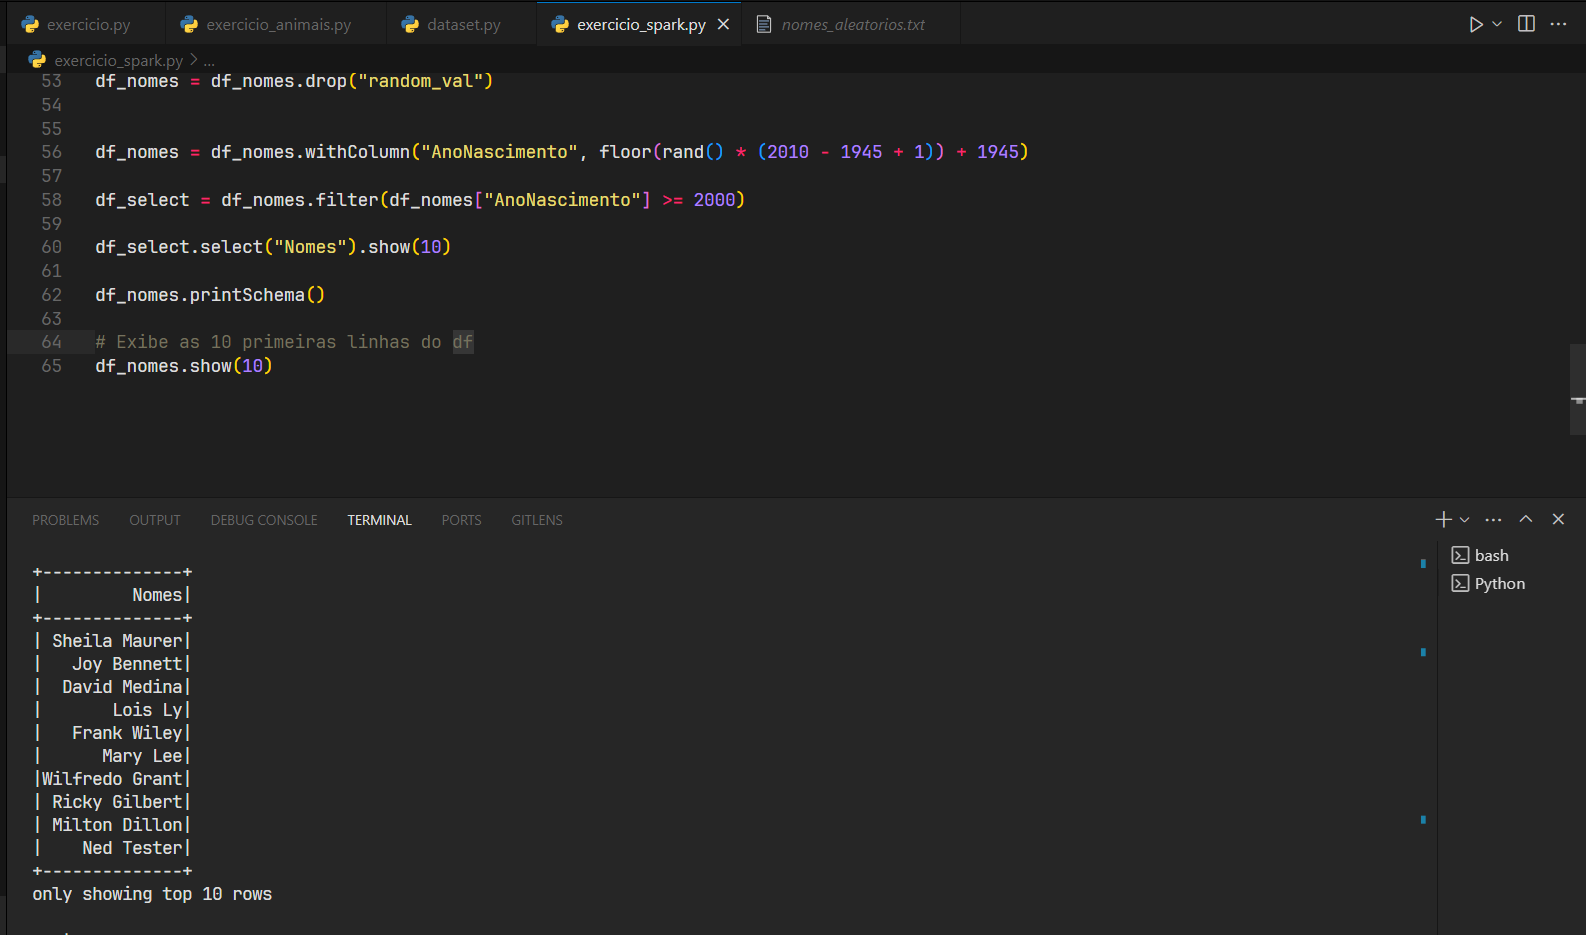 exercicio.py exercicio_animais.py dataset.py exercicio_spark.py nomes_aleatorios.txt
exercicio_spark.py > ...
53 df_nomes = df_nomes.drop("random_val")
54
55
56 df_nomes = df_nomes.withColumn("AnoNascimento", floor(rand() * (2010 - 1945 + 1)) + 1945)
57
58 df_select = df_nomes.filter(df_nomes["AnoNascimento"] >= 2000)
59
60 df_select.select("Nomes").show(10)
61
62 df_nomes.printSchema()
63
64 # Exibe as 10 primeiras linhas do df
65 df_nomes.show(10)
PROBLEMS OUTPUT DEBUG CONSOLE TERMINAL PORTS GITLENS
bash
Python
+--------------+
|         Nomes|
+--------------+
| Sheila Maurer|
|   Joy Bennett|
|  David Medina|
|       Lois Ly|
|   Frank Wiley|
|      Mary Lee|
|Wilfredo Grant|
| Ricky Gilbert|
| Milton Dillon|
|    Ned Tester|
+--------------+
only showing top 10 rows